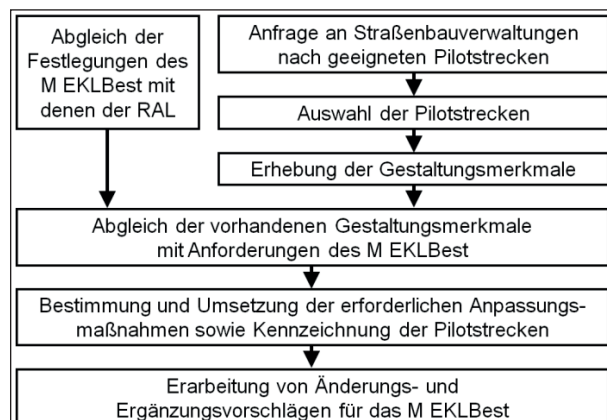 Abgleich der
Festlegungen des
M EKLBest mit
denen der RAL
Anfrage an Straßenbauverwaltungen
nach geeigneten Pilotstrecken
Auswahl der Pilotstrecken
Erhebung der Gestaltungsmerkmale
Abgleich der vorhandenen Gestaltungsmerkmale
mit Anforderungen des M EKLBest
Bestimmung und Umsetzung der erforderlichen Anpassungs-
maßnahmen sowie Kennzeichnung der Pilotstrecken
Erarbeitung von Änderungs- und
Ergänzungsvorschlägen für das M EKLBest